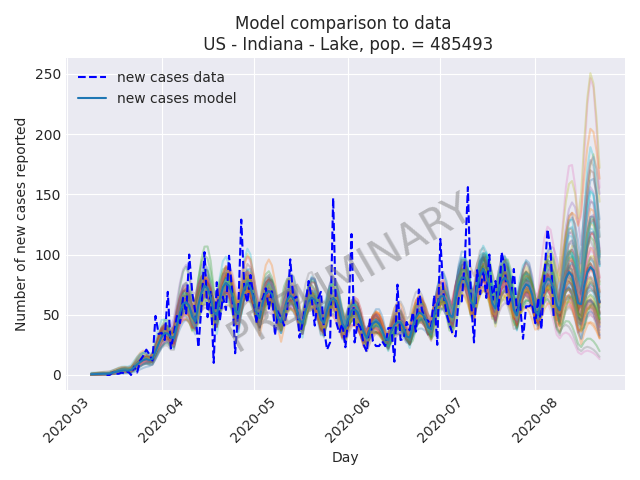 Model comparison to data
US - Indiana - Lake, pop. = 485493
new cases data
new cases model
PRELIMINARY
Number of new cases reported
250
200
150
100
50
0
2020-03
2020-04
2020-05
2020-06
2020-07
2020-08
Day